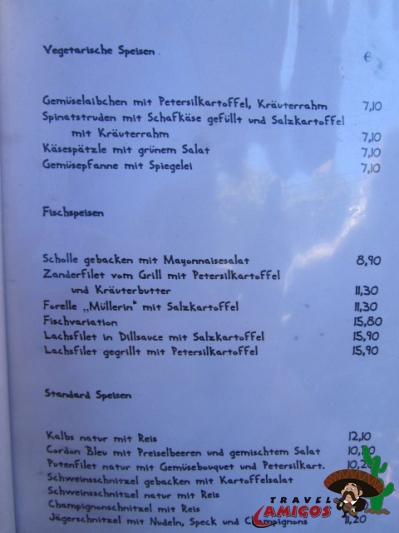 Vegetarische Speisen €
Gemüselaibchen mit Petersilkartoffel, Kräuterrahm 7,10
Spinatstruden mit Schafkäse gefüllt und Salzkartoffel
mit Kräuterrahm 7,10
Käsespätzle mit grünem Salat 7,10
Gemüsepfanne mit Spiegelei 7,10
Fischspeisen
Scholle gebacken mit Mayonnaisesalat 8,90
Zanderfilet vom Grill mit Petersilkartoffel
und Kräuterbutter 11,30
Forelle „Müllerin" mit Salzkartoffel 11,30
Fischvariation 15,80
Lachsfilet in Dillsauce mit Salzkartoffel 15,90
Lachsfilet gegrillt mit Petersilkartoffel 15,90
Standard Speisen
Kalbs natur mit Reis 12,10
Cordon Bleu mit Preiselbeeren und gemischtem Salat
Putenfilet natur mit Gemüsebouquet und Petersilkart. 10,20
Schweinsschnitzel gebacken mit Kartoffelsalat
Schweinsschnitzel natur mit Reis
Champignonschnitzel mit Reis
Jägerschnitzel mit Nudeln, Speck und Champignons 11,20
TRAVEL
AMIGOS